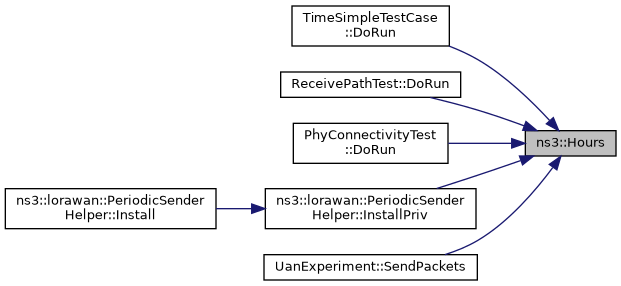 TimeSimpleTestCase
::DoRun
ReceivePathTest::DoRun
PhyConnectivityTest
::DoRun
ns3::Hours
ns3::lorawan::PeriodicSender
Helper::Install
ns3::lorawan::PeriodicSender
Helper::InstallPriv
UanExperiment::SendPackets